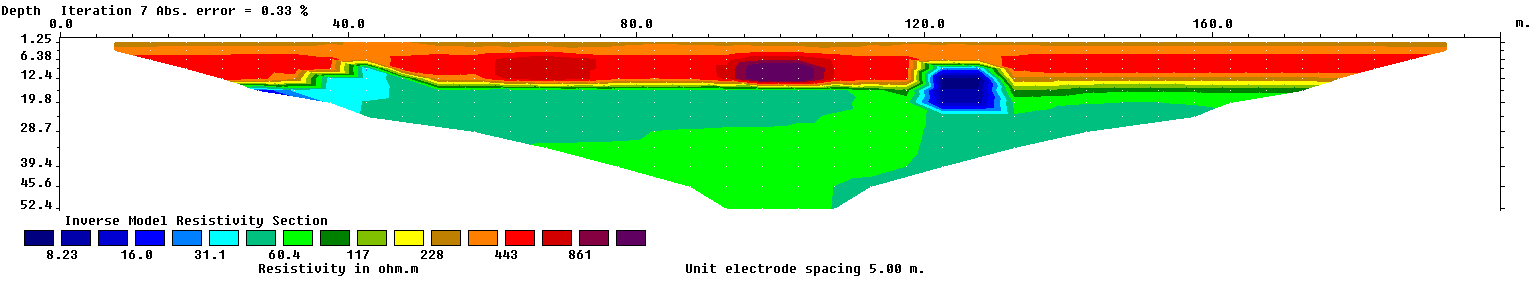 Depth Iteration 7 Abs. error = 0.33 %
0.0 40.0 80.0 120.0 160.0 m.
1.25
6.38
12.4
19.8
28.7
39.4
45.6
52.4
Inverse Model Resistivity Section
8.23 16.0 31.1 60.4 117 228 443 861
Resistivity in ohm.m Unit electrode spacing 5.00 m.